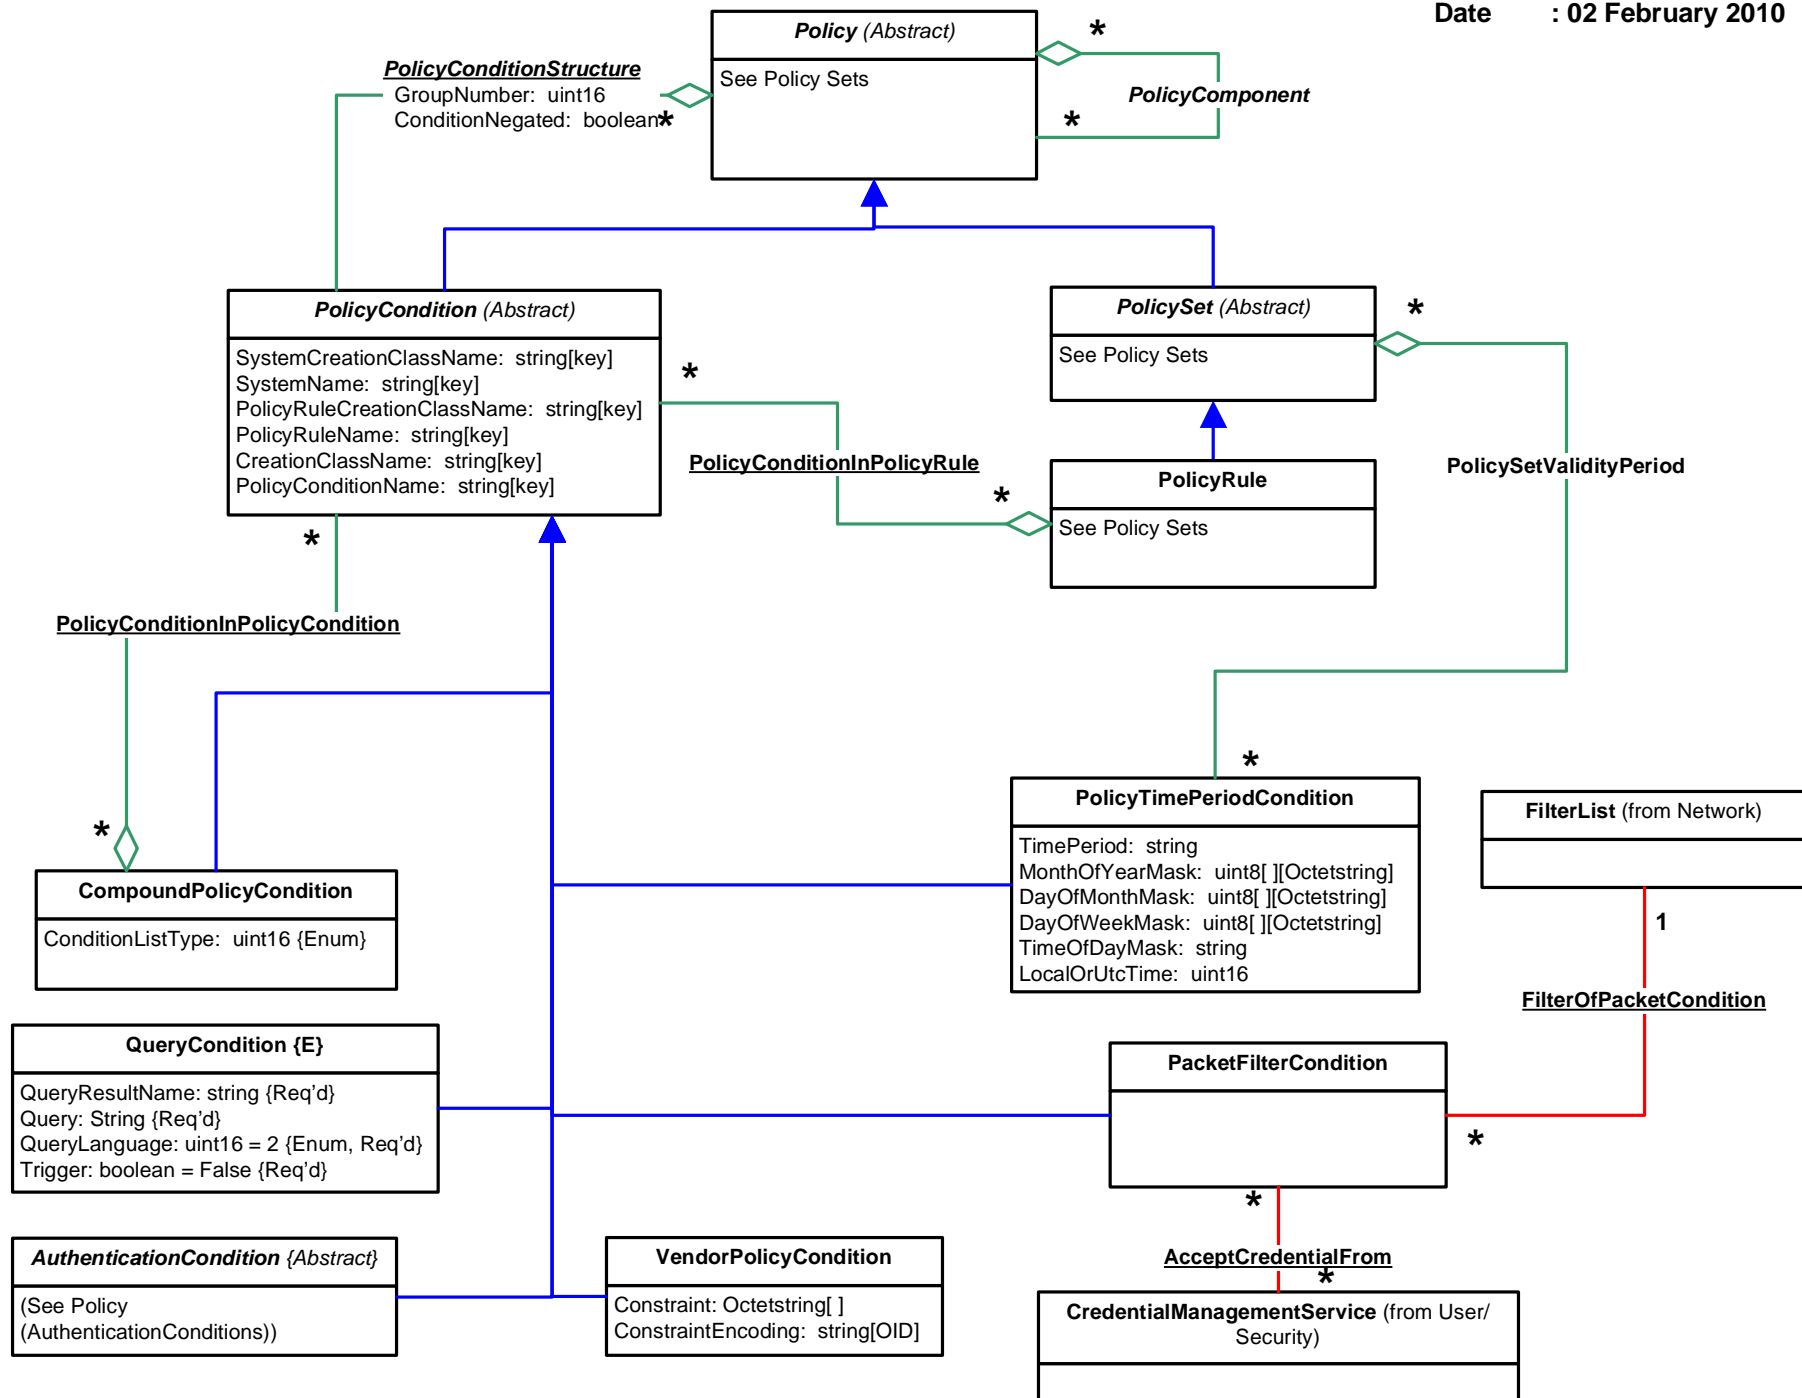 Date : 02 February 2010
Policy (Abstract)
See Policy Sets
*
PolicyComponent
*
PolicyConditionStructure
GroupNumber: uint16
ConditionNegated: boolean
*
PolicyCondition (Abstract)
SystemCreationClassName: string[key]
SystemName: string[key]
PolicyRuleCreationClassName: string[key]
PolicyRuleName: string[key]
CreationClassName: string[key]
PolicyConditionName: string[key]
*
PolicyConditionInPolicyRule
*
PolicySet (Abstract)
See Policy Sets
*
PolicyRule
See Policy Sets
PolicySetValidityPeriod
*
*
PolicyConditionInPolicyCondition
*
CompoundPolicyCondition
ConditionListType: uint16 {Enum}
PolicyTimePeriodCondition
TimePeriod: string
MonthOfYearMask: uint8[ ][Octetstring]
DayOfMonthMask: uint8[ ][Octetstring]
DayOfWeekMask: uint8[ ][Octetstring]
TimeOfDayMask: string
LocalOrUtcTime: uint16
FilterList (from Network)
1
FilterOfPacketCondition
*
QueryCondition {E}
QueryResultName: string {Req'd}
Query: String {Req'd}
QueryLanguage: uint16 = 2 {Enum, Req'd}
Trigger: boolean = False {Req'd}
PacketFilterCondition
*
AcceptCredentialFrom
*
AuthenticationCondition {Abstract}
(See Policy
(AuthenticationConditions))
VendorPolicyCondition
Constraint: Octetstring[ ]
ConstraintEncoding: string[OID]
CredentialManagementService (from User/
Security)